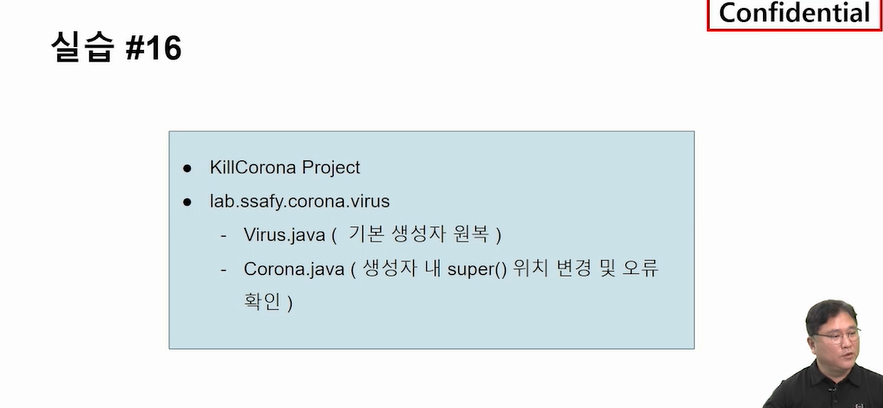 Confidential
실습 #16
● KillCorona Project
● lab.ssafy.corona.virus
- Virus.java ( 기본 생성자 원복 )
- Corona.java ( 생성자 내 super() 위치 변경 및 오류
확인 )